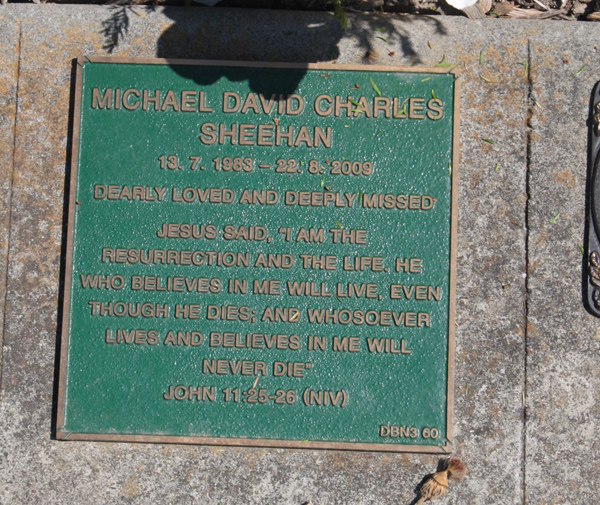 MICHAEL DAVID CHARLES
SHEEHAN
13. 7. 1983 – 22. 8. 2009
DEARLY LOVED AND DEEPLY MISSED
JESUS SAID, "I AM THE
RESURRECTION AND THE LIFE. HE
WHO BELIEVES IN ME WILL LIVE, EVEN
THOUGH HE DIES; AND WHOSOEVER
LIVES AND BELIEVES IN ME WILL
NEVER DIE"
JOHN 11:25-26 (NIV)
DBN3 60